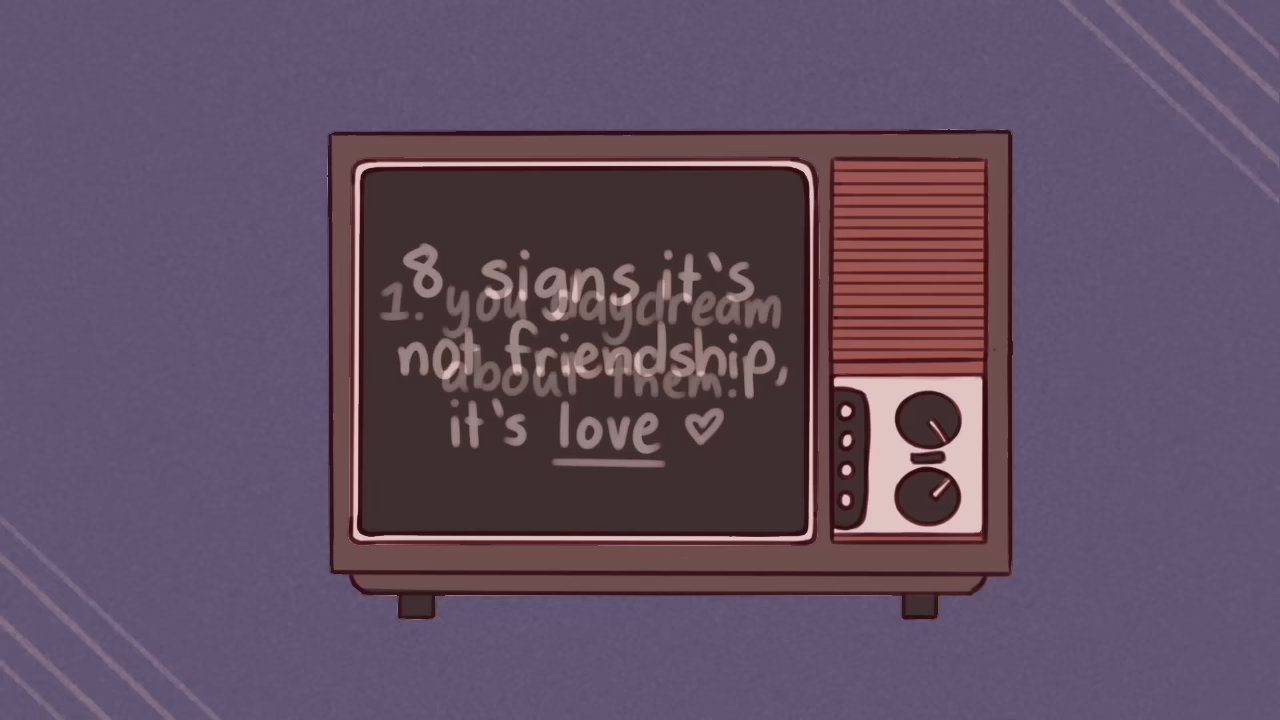 8 signs it's
not friendship,
it's love ♡
1. you daydream
about them.